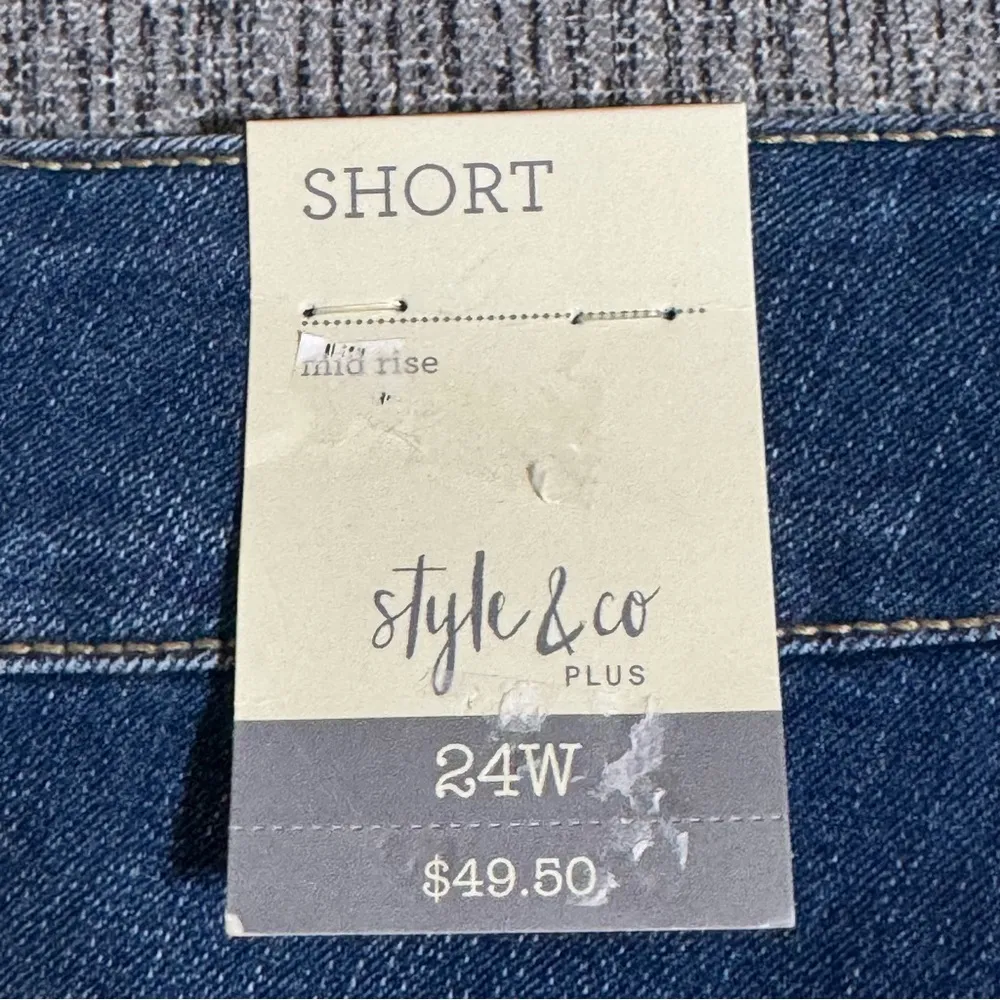 SHORT
mid rise
style & co
PLUS
24W
$49.50